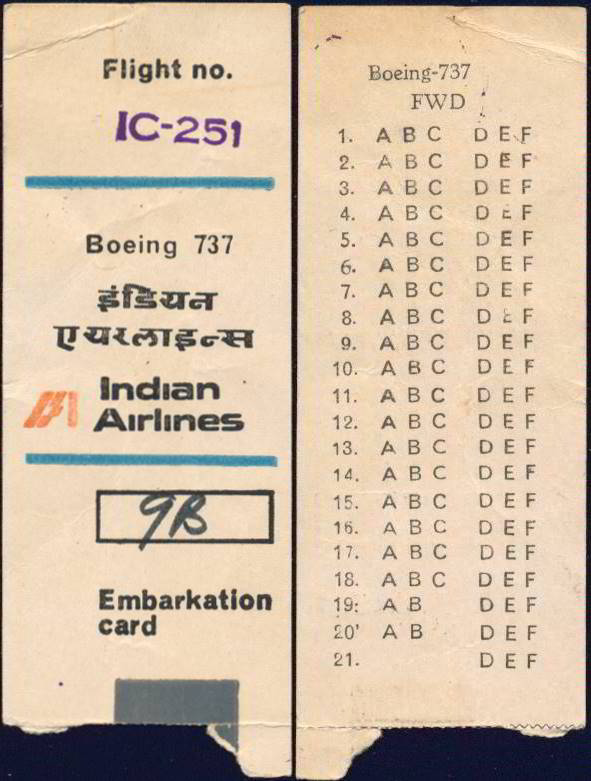 Flight no.
IC-251
Boeing 737
इंडियन
एयरलाइन्स
Indian
Airlines
9B
Embarkation
card
Boeing-737
FWD
1. A B C D E F
2. A B C D E F
3. A B C D E F
4. A B C D E F
5. A B C D E F
6. A B C D E F
7. A B C D E F
8. A B C D E F
9. A B C D E F
10. A B C D E F
11. A B C D E F
12. A B C D E F
13. A B C D E F
14. A B C D E F
15. A B C D E F
16. A B C D E F
17. A B C D E F
18. A B C D E F
19: A B D E F
20' A B D E F
21. D E F